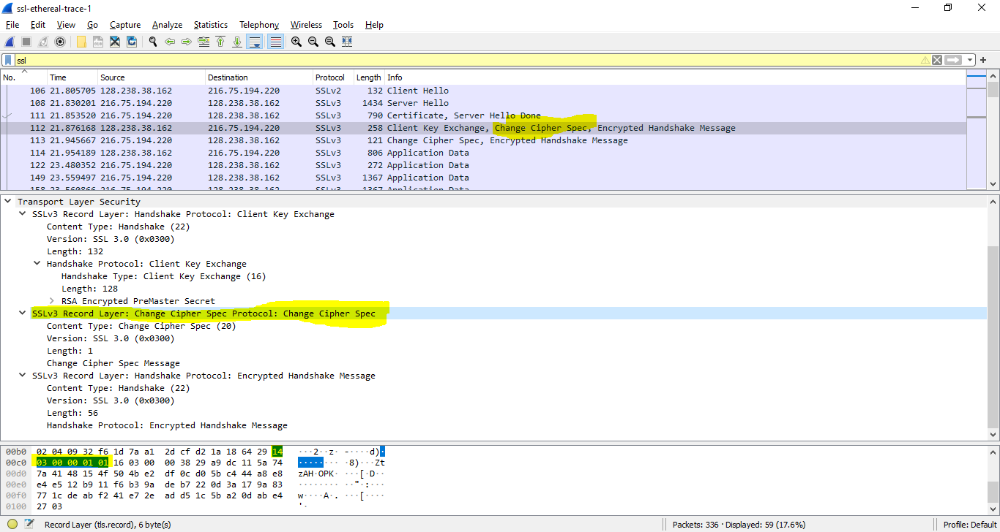 ssl-ethereal-trace-1
File Edit View Go Capture Analyze Statistics Telephony Wireless Tools Help
ssl
No. Time Source Destination Protocol Length Info
106 21.805705 128.238.38.162 216.75.194.220 SSLv2 132 Client Hello
108 21.830201 216.75.194.220 128.238.38.162 SSLv3 1434 Server Hello
111 21.853520 216.75.194.220 128.238.38.162 SSLv3 790 Certificate, Server Hello Done
112 21.876168 128.238.38.162 216.75.194.220 SSLv3 258 Client Key Exchange, Change Cipher Spec, Encrypted Handshake Message
113 21.945667 216.75.194.220 128.238.38.162 SSLv3 121 Change Cipher Spec, Encrypted Handshake Message
114 21.954189 128.238.38.162 216.75.194.220 SSLv3 806 Application Data
122 23.480352 216.75.194.220 128.238.38.162 SSLv3 272 Application Data
149 23.559497 216.75.194.220 128.238.38.162 SSLv3 1367 Application Data
158 23.560866 216.75.194.220 128.238.38.162 SSLv3 1367 Application Data
Transport Layer Security
SSLv3 Record Layer: Handshake Protocol: Client Key Exchange
Content Type: Handshake (22)
Version: SSL 3.0 (0x0300)
Length: 132
Handshake Protocol: Client Key Exchange
Handshake Type: Client Key Exchange (16)
Length: 128
RSA Encrypted PreMaster Secret
SSLv3 Record Layer: Change Cipher Spec Protocol: Change Cipher Spec
Content Type: Change Cipher Spec (20)
Version: SSL 3.0 (0x0300)
Length: 1
Change Cipher Spec Message
SSLv3 Record Layer: Handshake Protocol: Encrypted Handshake Message
Content Type: Handshake (22)
Version: SSL 3.0 (0x0300)
Length: 56
Handshake Protocol: Encrypted Handshake Message
00b0 02 04 09 32 f6 1d 7a a1 2d cf d2 1a 18 64 29 14 ···2··z· -····d)·
00c0 03 00 00 01 01 16 03 00 00 38 29 a9 dc 11 5a 74 ········ ·8)···Zt
00d0 7a 41 48 15 4f 50 4b e2 df 0c d0 5b c4 44 a8 e8 zAH·OPK· ···[·D··
00e0 e4 e5 12 b9 11 f6 b3 9a de b7 22 0d 3a 17 9a 83 ········ ··"·:···
00f0 77 1c de ab f2 41 e7 2e ad d5 1c 5b a2 0d ab e4 w····A·. ···[····
0100 27 03 '·
Record Layer (tls.record), 6 byte(s) Packets: 336 · Displayed: 59 (17.6%) Profile: Default